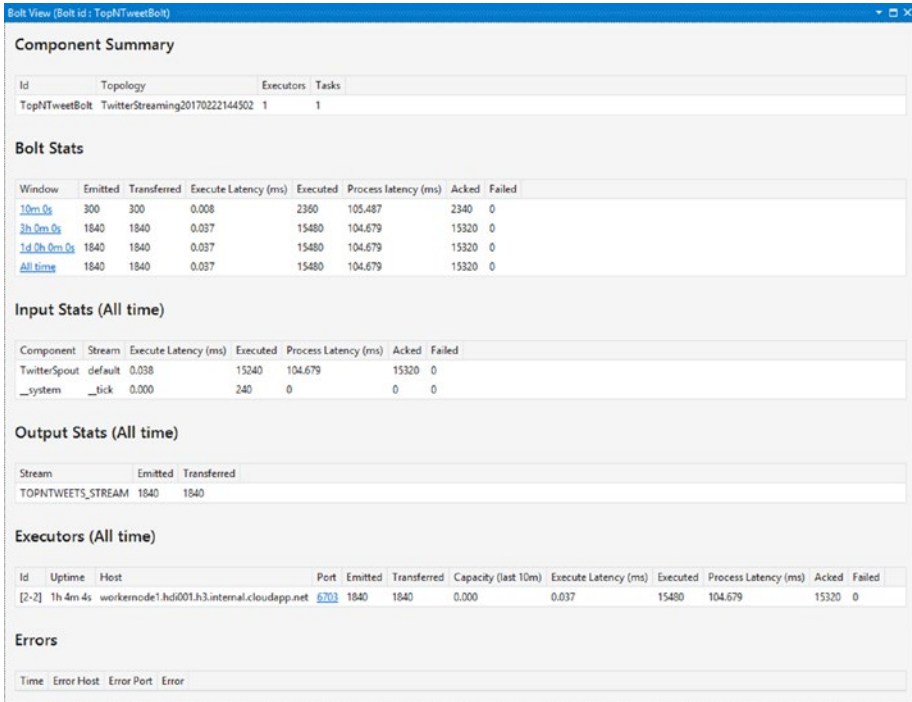 Bolt View (Bolt id : TopNTweetBolt)
Component Summary
Id Topology Executors Tasks
TopNTweetBolt TwitterStreaming20170222144502 1 1
Bolt Stats
Window Emitted Transferred Execute Latency (ms) Executed Process latency (ms) Acked Failed
10m 0s 300 300 0.008 2360 105.487 2340 0
3h 0m 0s 1840 1840 0.037 15480 104.679 15320 0
1d 0h 0m 0s 1840 1840 0.037 15480 104.679 15320 0
All time 1840 1840 0.037 15480 104.679 15320 0
Input Stats (All time)
Component Stream Execute Latency (ms) Executed Process Latency (ms) Acked Failed
TwitterSpout default 0.038 15240 104.679 15320 0
__system __tick 0.000 240 0 0 0
Output Stats (All time)
Stream Emitted Transferred
TOPNTWEETS_STREAM 1840 1840
Executors (All time)
Id Uptime Host Port Emitted Transferred Capacity (last 10m) Execute Latency (ms) Executed Process Latency (ms) Acked Failed
[2-2] 1h 4m 4s workernode1.hdi001.h3.internal.cloudapp.net 6703 1840 1840 0.000 0.037 15480 104.679 15320 0
Errors
Time Error Host Error Port Error